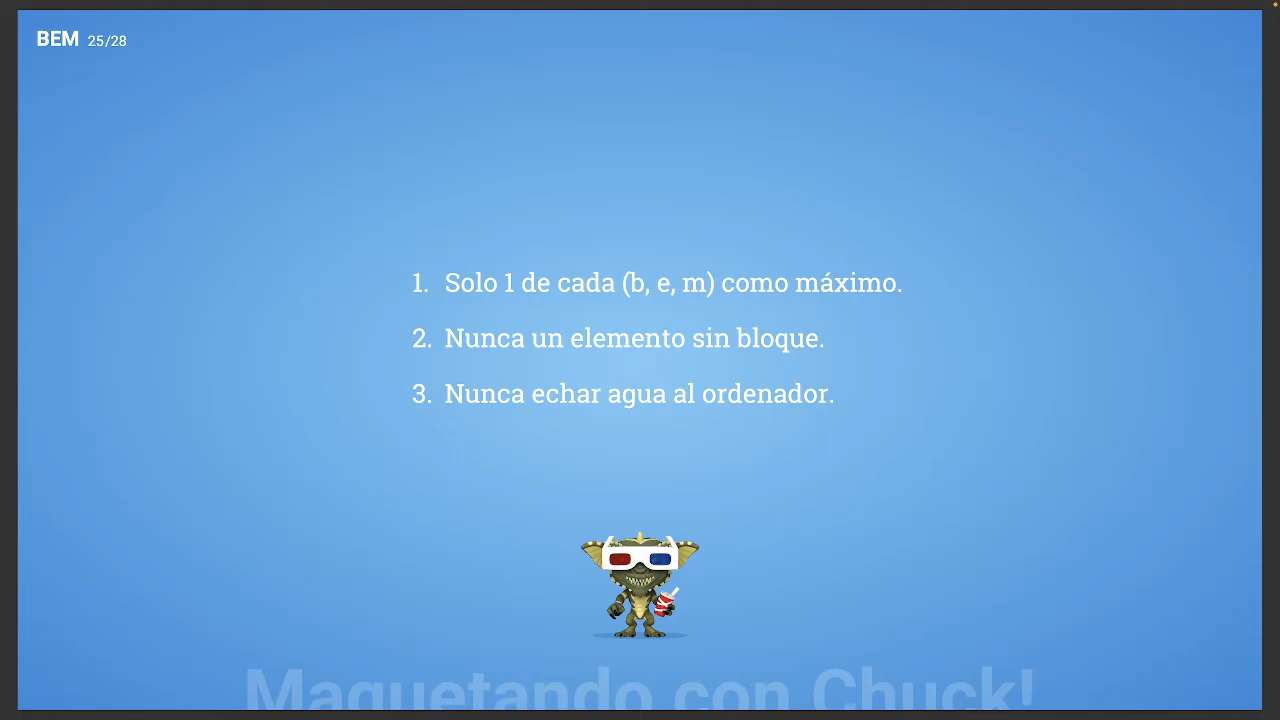 BEM 25/28
1. Solo 1 de cada (b, e, m) como máximo.
2. Nunca un elemento sin bloque.
3. Nunca echar agua al ordenador.
Maquetando con Chuck!